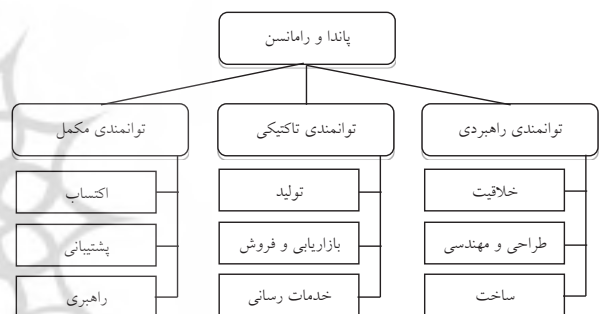 پاندا و رامانسن
توانمندی راهبردی
توانمندی تاکتیکی
توانمندی مکمل
خلاقیت
تولید
اکتساب
طراحی و مهندسی
بازاریابی و فروش
پشتیبانی
ساخت
خدمات رسانی
راهبری